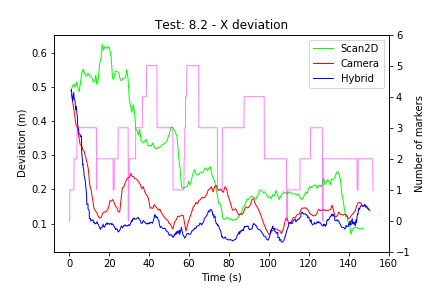 Test: 8.2 - X deviation
Scan2D
Camera
Hybrid
Deviation (m)
0.6
0.5
0.4
0.3
0.2
0.1
6
5
4
3
2
1
0
−1
Number of markers
0 20 40 60 80 100 120 140 160
Time (s)